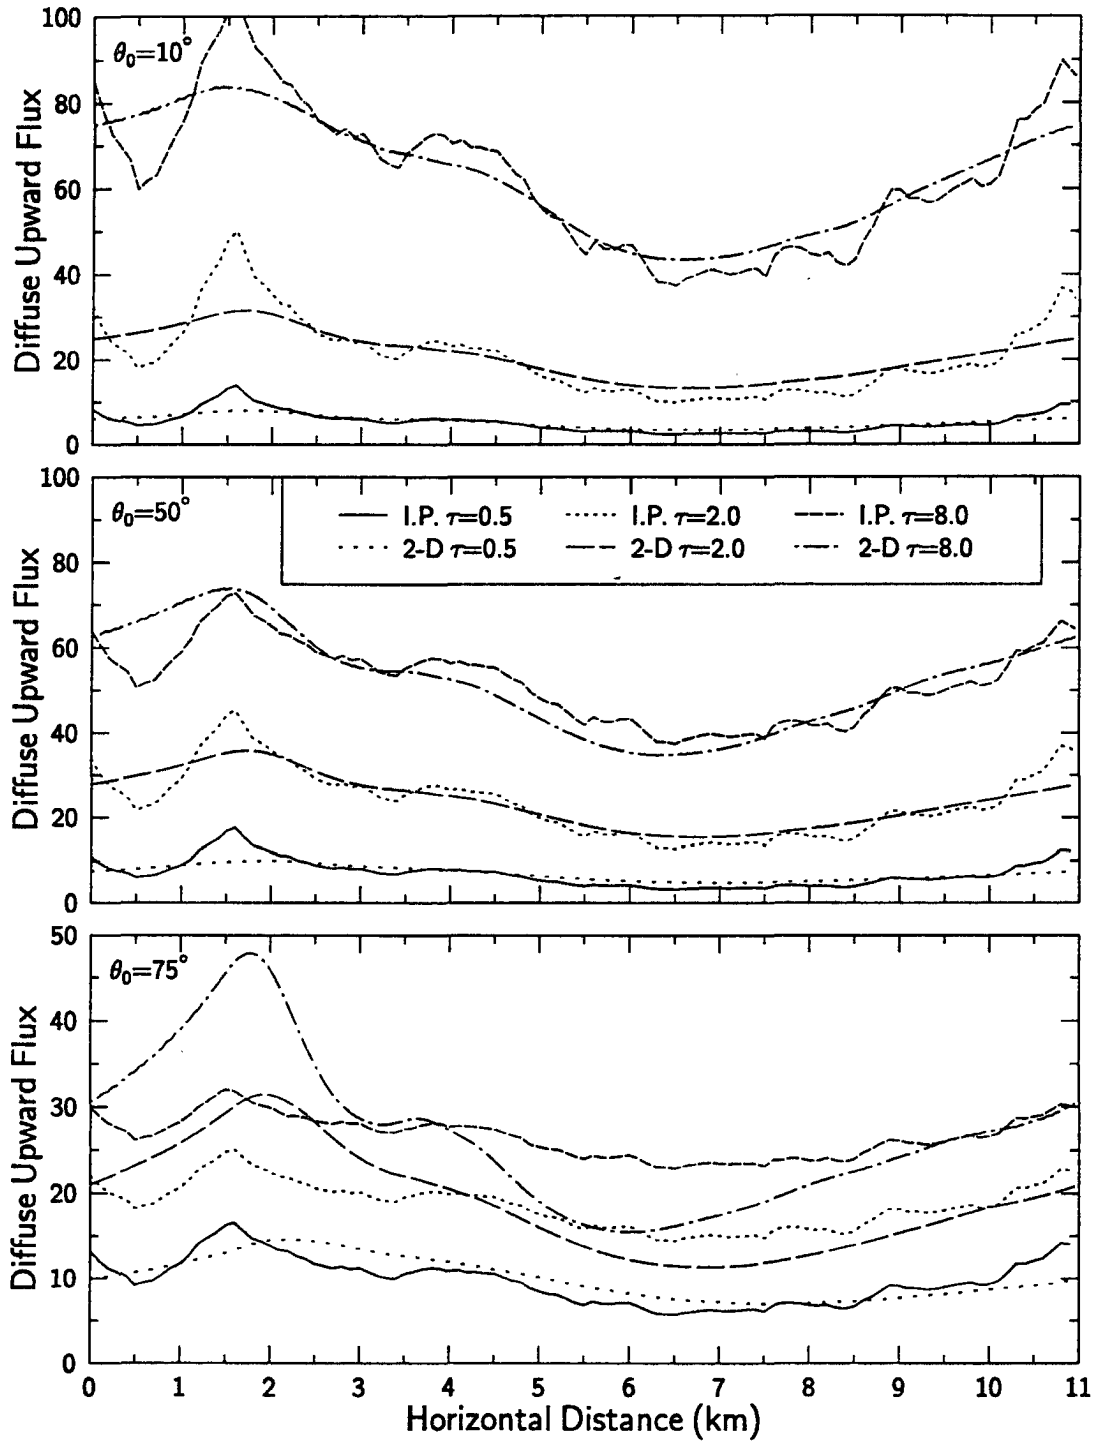 100
80
60
40
20
0
Diffuse Upward Flux
θ₀=10°
100
80
60
40
20
0
Diffuse Upward Flux
θ₀=50°
I.P. τ=0.5
I.P. τ=2.0
I.P. τ=8.0
2-D τ=0.5
2-D τ=2.0
2-D τ=8.0
50
40
30
20
10
0
Diffuse Upward Flux
θ₀=75°
0 1 2 3 4 5 6 7 8 9 10 11
Horizontal Distance (km)